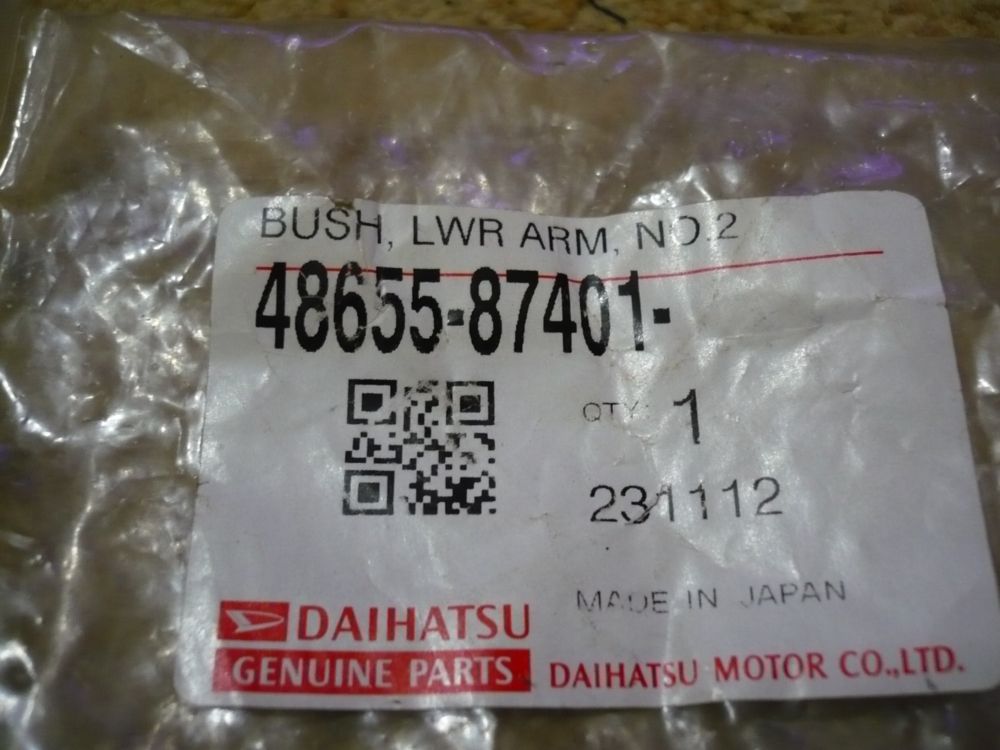 BUSH, LWR ARM, NO.2
48655-87401-
QTY: 1
231112
MADE IN JAPAN
DAIHATSU
GENUINE PARTS
DAIHATSU MOTOR CO.,LTD.